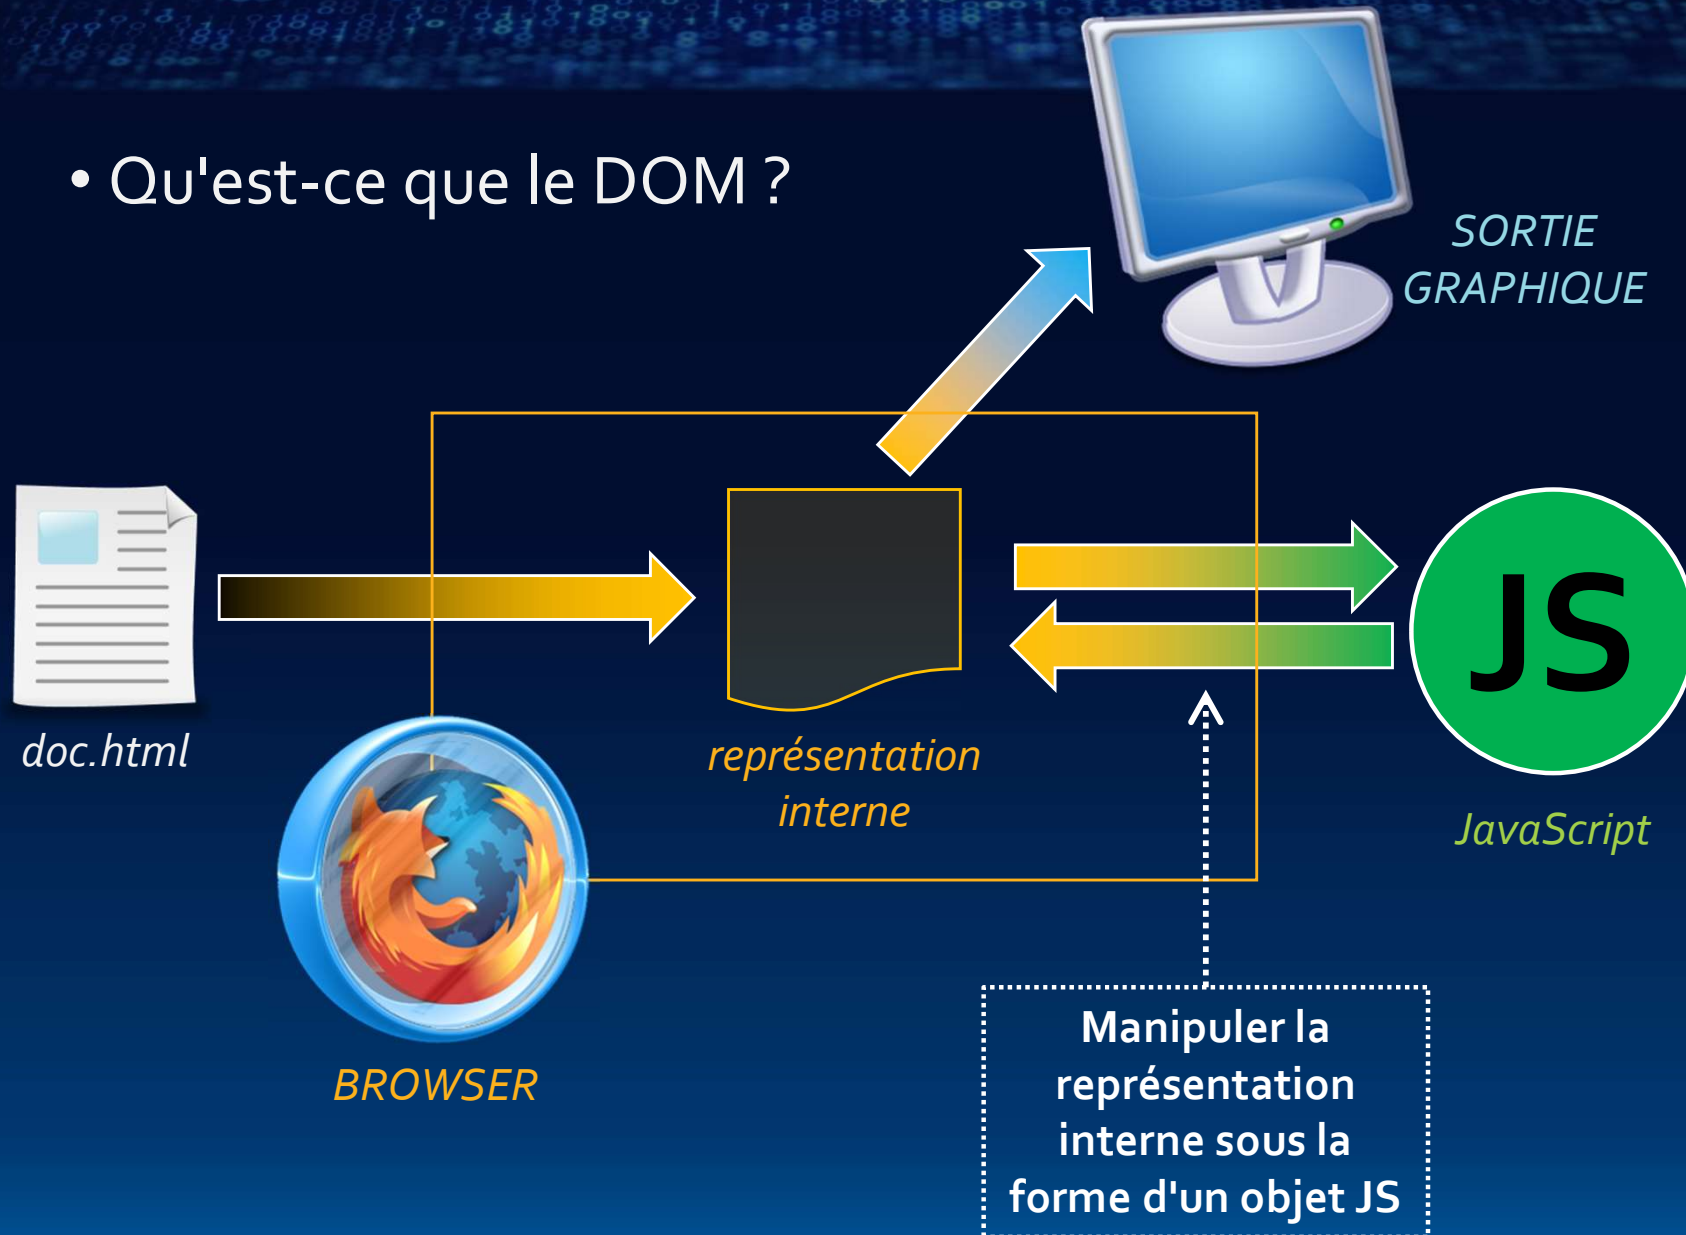 • Qu'est-ce que le DOM ?
SORTIE
GRAPHIQUE
doc.html
représentation
interne
JS
JavaScript
BROWSER
Manipuler la
représentation
interne sous la
forme d'un objet JS